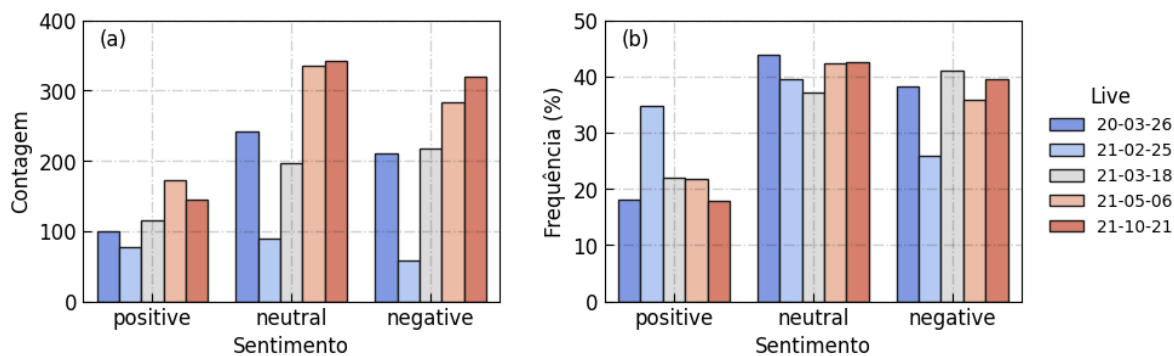 (a)
Contagem
400
300
200
100
0
positive neutral negative
Sentimento
(b)
Frequência (%)
50
40
30
20
10
0
positive neutral negative
Sentimento
Live
20-03-26
21-02-25
21-03-18
21-05-06
21-10-21